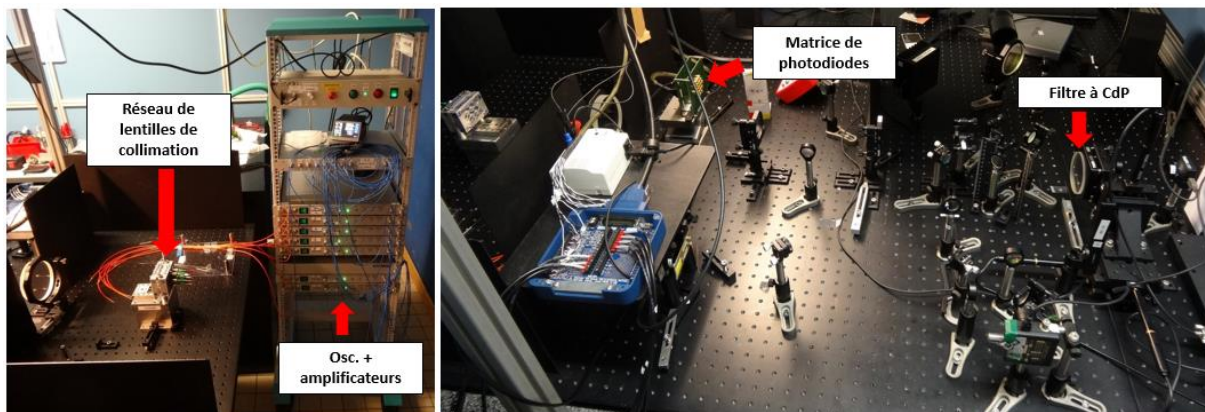 Réseau de
lentilles de
collimation
Osc. +
amplificateurs
Matrice de
photodiodes
Filtre à CdP